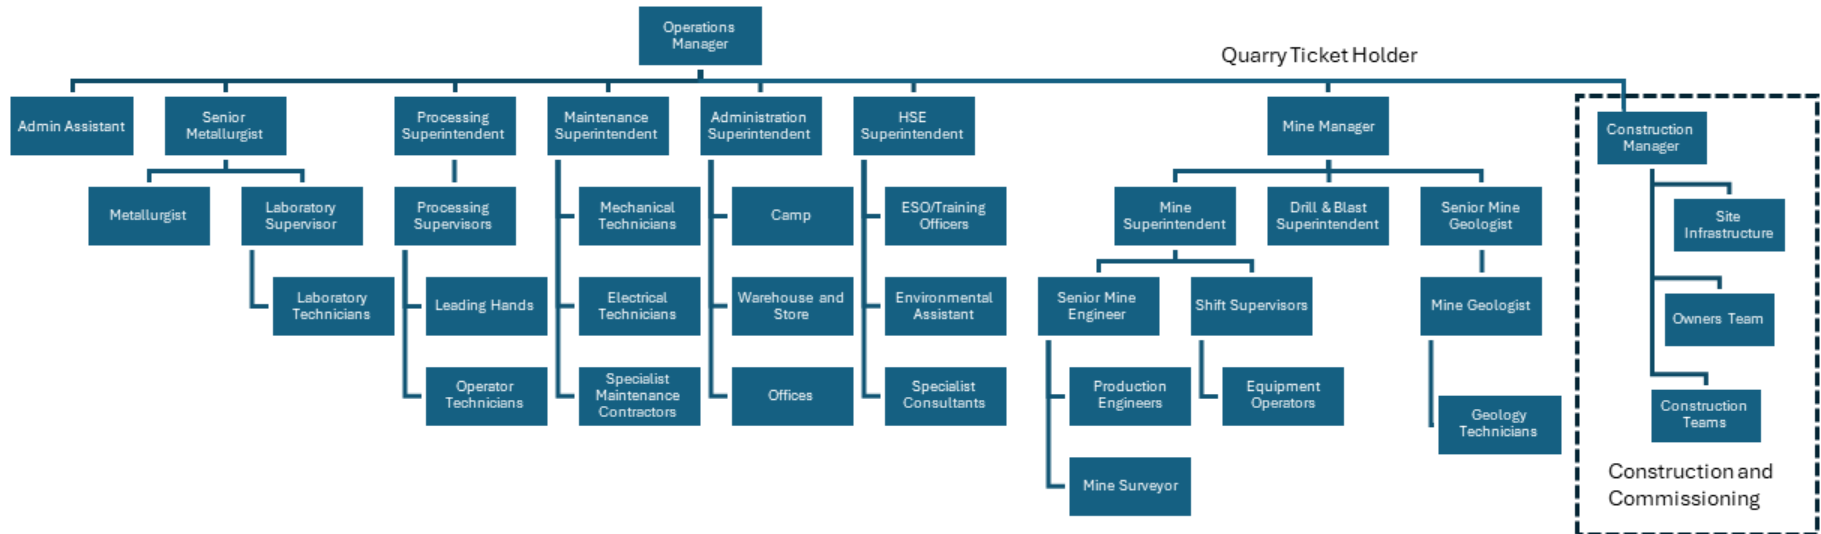 Operations
Manager
Quarry Ticket Holder
Admin Assistant
Senior
Metallurgist
Processing
Superintendent
Maintenance
Superintendent
Administration
Superintendent
HSE
Superintendent
Mine Manager
Construction
Manager
Metallurgist
Laboratory
Supervisor
Processing
Supervisors
Mechanical
Technicians
Camp
ESO/Training
Officers
Mine
Superintendent
Drill & Blast
Superintendent
Senior Mine
Geologist
Site
Infrastructure
Laboratory
Technicians
Leading Hands
Electrical
Technicians
Warehouse and
Store
Environmental
Assistant
Senior Mine
Engineer
Shift Supervisors
Mine Geologist
Owners Team
Operator
Technicians
Specialist
Maintenance
Contractors
Offices
Specialist
Consultants
Production
Engineers
Equipment
Operators
Geology
Technicians
Construction
Teams
Mine Surveyor
Construction and
Commissioning